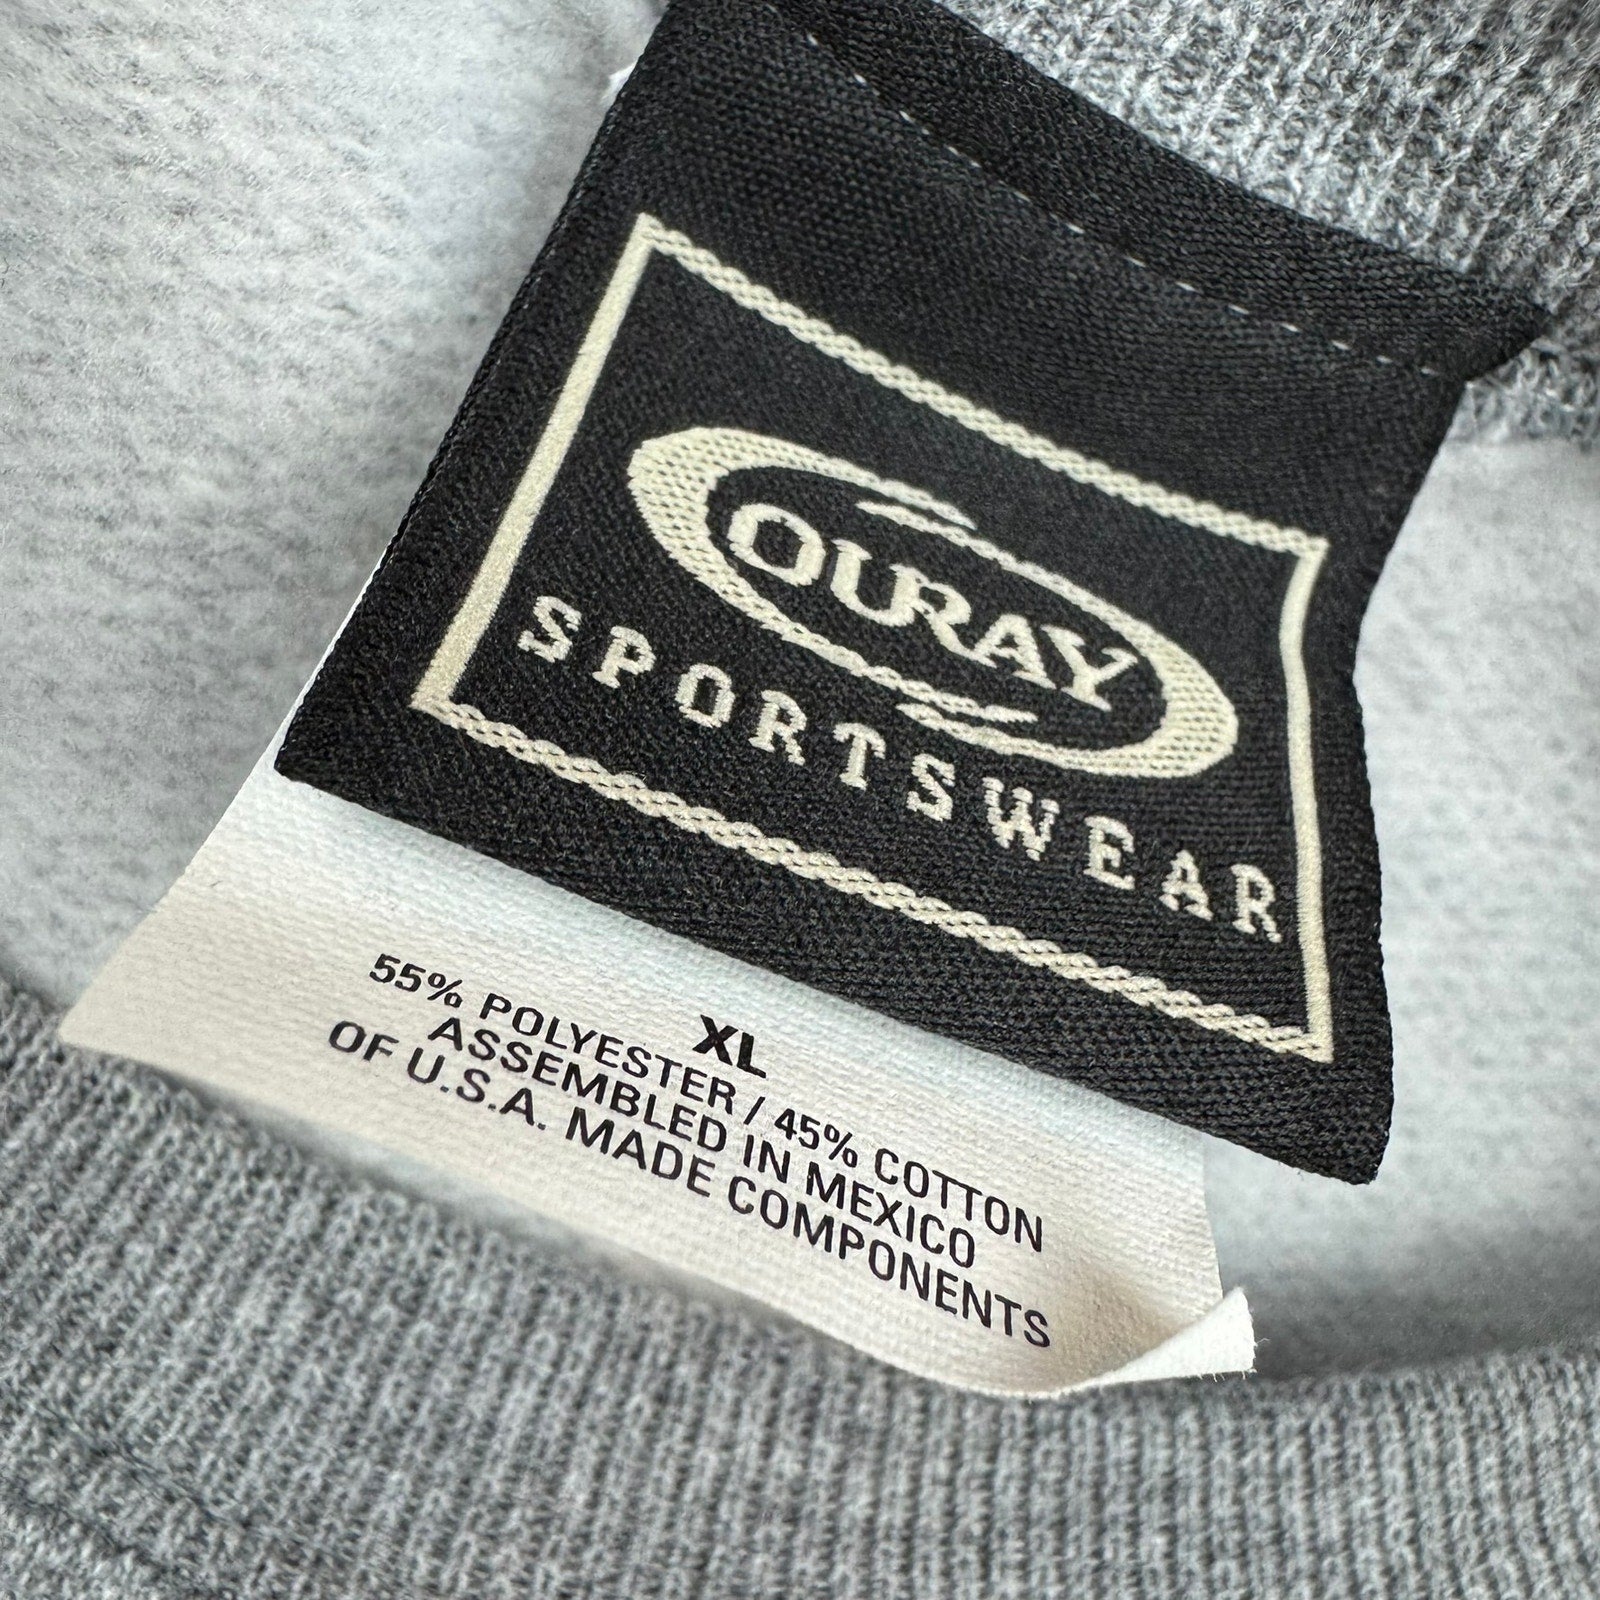 OURAY
SPORTSWEAR
XL
55% POLYESTER / 45% COTTON
ASSEMBLED IN MEXICO
OF U.S.A. MADE COMPONENTS